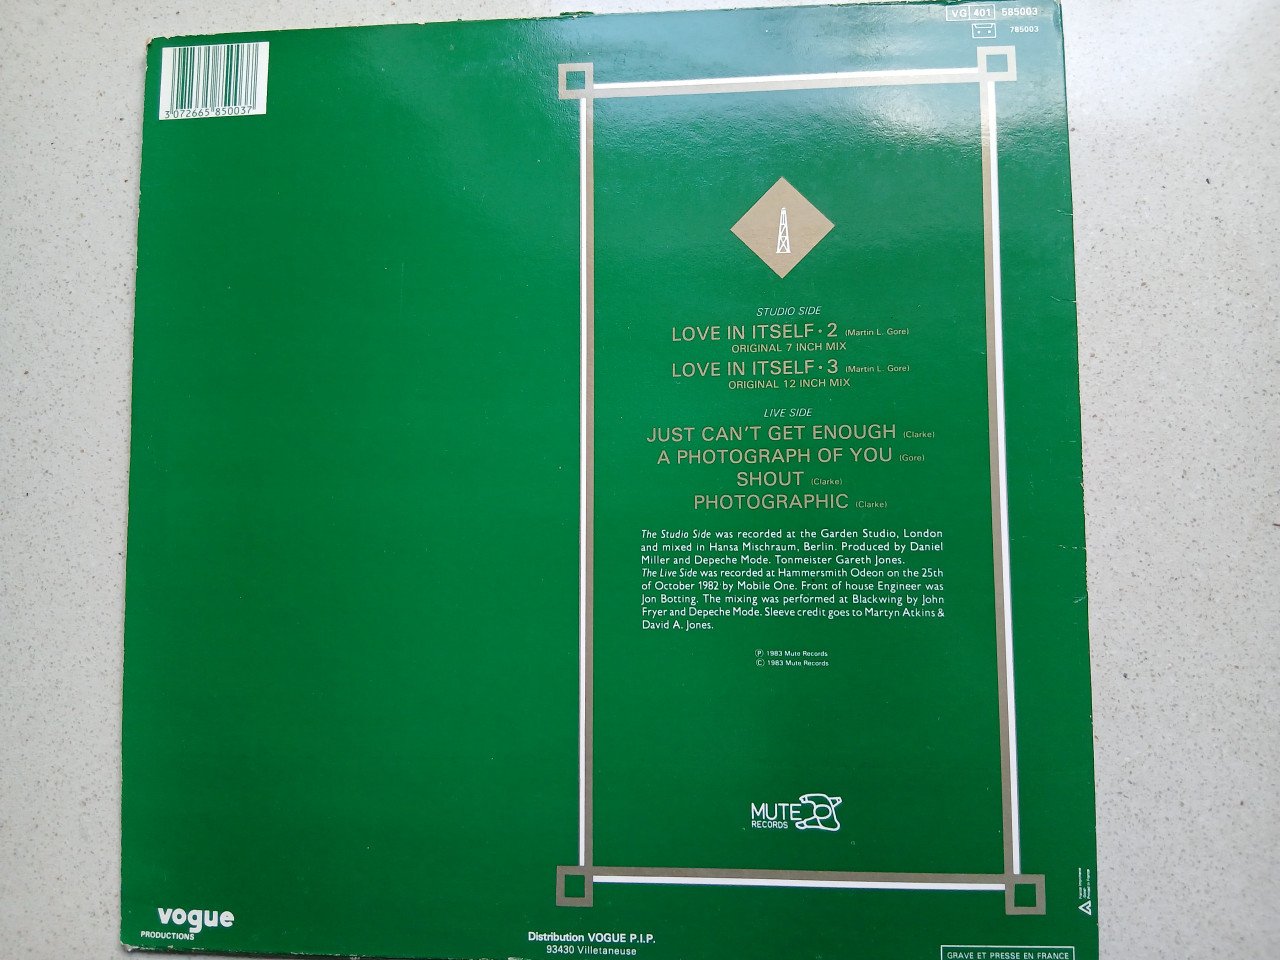 VG 401 585003
785003
3 072665 850037
STUDIO SIDE
LOVE IN ITSELF • 2 (Martin L. Gore)
ORIGINAL 7 INCH MIX
LOVE IN ITSELF • 3 (Martin L. Gore)
ORIGINAL 12 INCH MIX
LIVE SIDE
JUST CAN'T GET ENOUGH (Clarke)
A PHOTOGRAPH OF YOU (Gore)
SHOUT (Clarke)
PHOTOGRAPHIC (Clarke)
The Studio Side was recorded at the Garden Studio, London
and mixed in Hansa Mischraum, Berlin. Produced by Daniel
Miller and Depeche Mode. Tonmeister Gareth Jones.
The Live Side was recorded at Hammersmith Odeon on the 25th
of October 1982 by Mobile One. Front of house Engineer was
Jon Botting. The mixing was performed at Blackwing by John
Fryer and Depeche Mode. Sleeve credit goes to Martyn Atkins &
David A. Jones.
Ⓟ 1983 Mute Records
© 1983 Mute Records
MUTE
RECORDS
vogue
PRODUCTIONS
Distribution VOGUE P.I.P.
93430 Villetaneuse
GRAVE ET PRESSE EN FRANCE